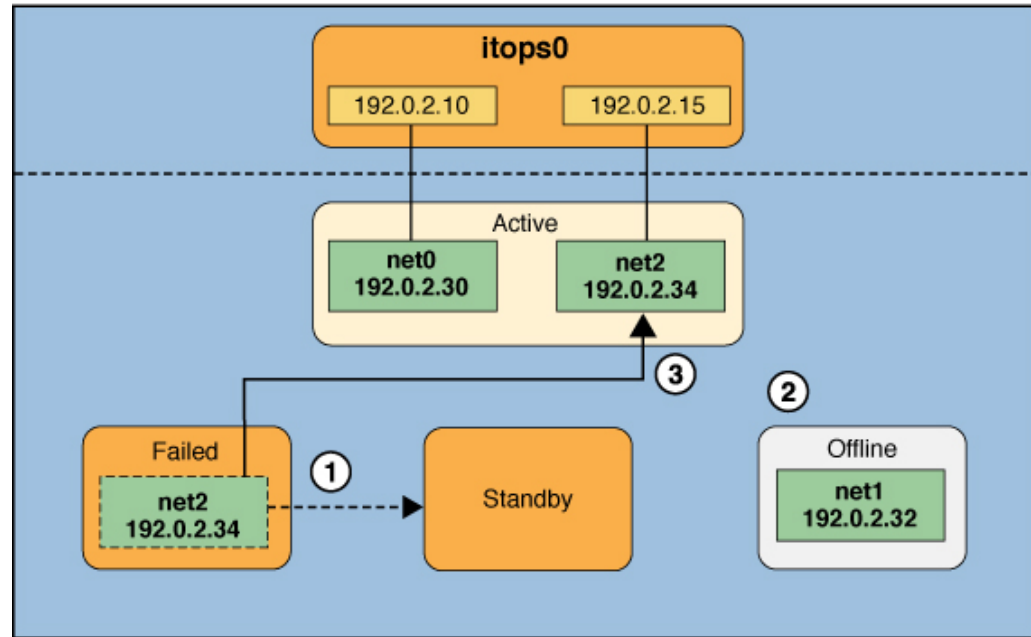 itops0
192.0.2.10
192.0.2.15
Active
net0
192.0.2.30
net2
192.0.2.34
3
2
Failed
net2
192.0.2.34
1
Standby
Offline
net1
192.0.2.32